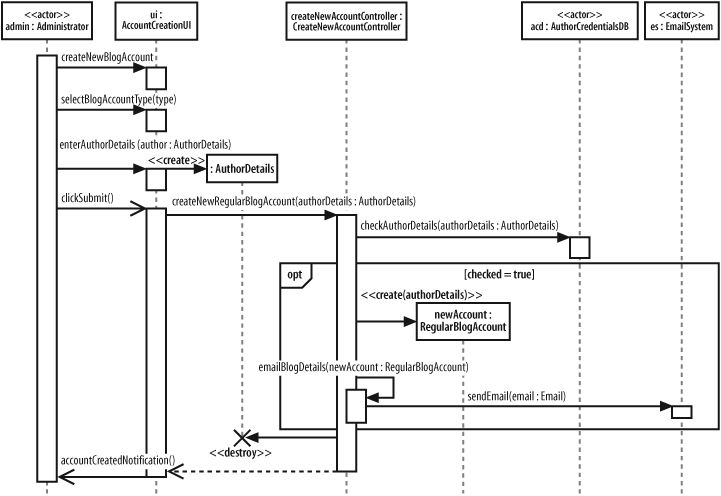 <<actor>>
admin : Administrator
ui :
AccountCreationUI
createNewAccountController :
CreateNewAccountController
<<actor>>
acd : AuthorCredentialsDB
<<actor>>
es : EmailSystem
createNewBlogAccount
selectBlogAccountType(type)
enterAuthorDetails (author : AuthorDetails)
<<create>>
: AuthorDetails
clickSubmit()
createNewRegularBlogAccount(authorDetails : AuthorDetails)
checkAuthorDetails(authorDetails : AuthorDetails)
opt
[checked = true]
<<create(authorDetails)>>
newAccount :
RegularBlogAccount
emailBlogDetails(newAccount : RegularBlogAccount)
sendEmail(email : Email)
<<destroy>>
accountCreatedNotification()